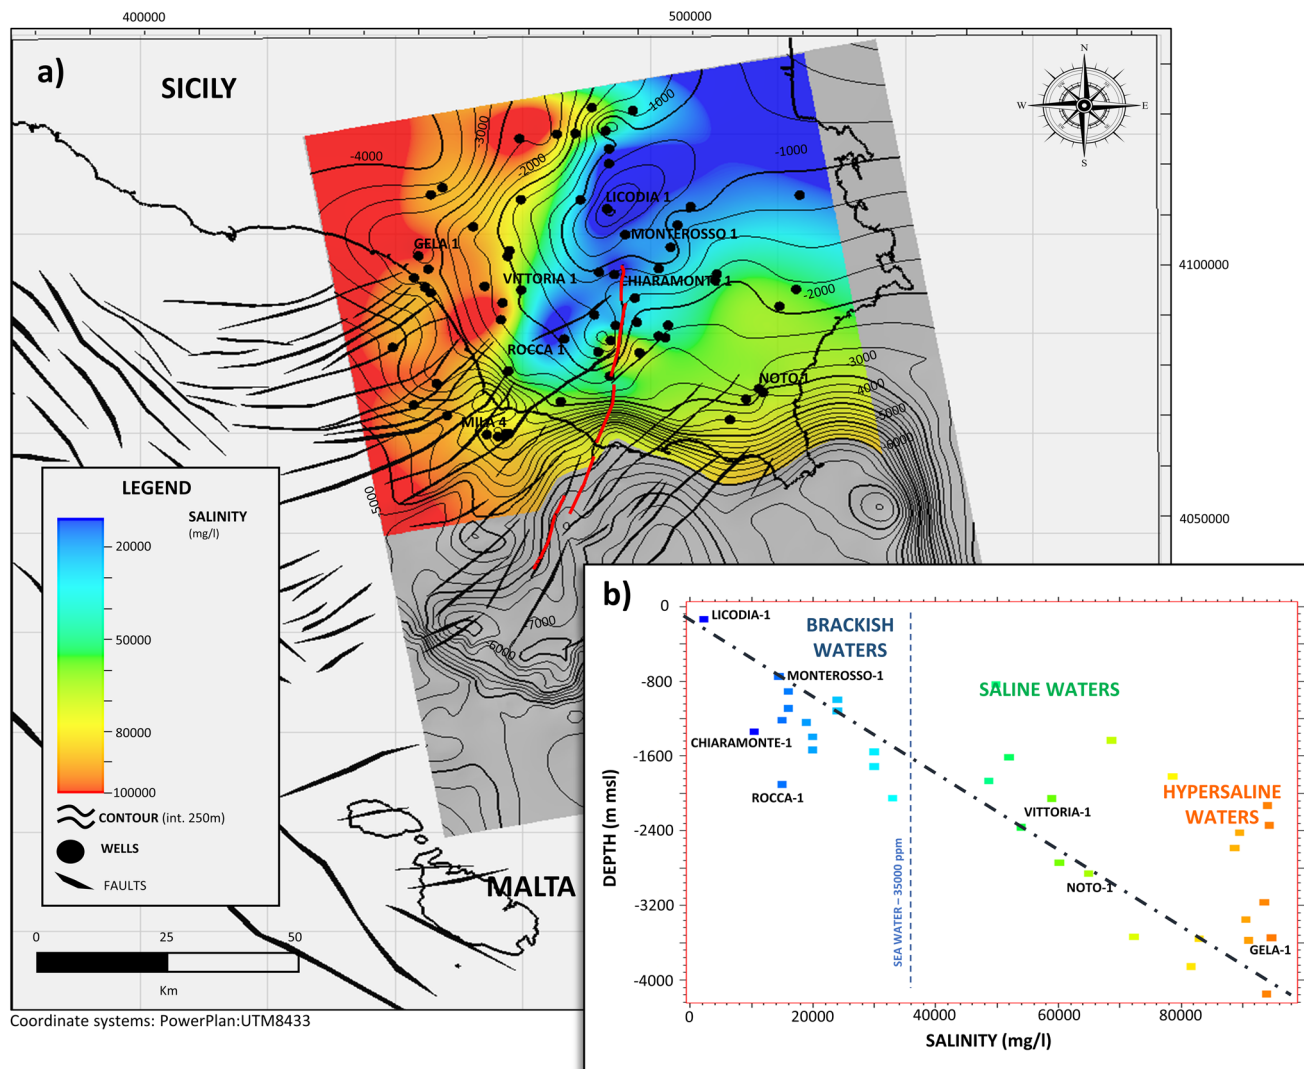 400000
500000
a)
SICILY
N
W
E
S
-1000
-3000
-4000
-2000
-1000
LICODIA 1
MONTEROSSO 1
GELA 1
VITTORIA 1
CHIARAMONTE 1
4100000
-2000
ROCCA 1
-3000
NOTO 1
-4000
-5000
MILA 4
-6000
-5000
4050000
LEGEND
SALINITY
(mg/l)
20000
50000
80000
100000
CONTOUR (int. 250m)
WELLS
FAULTS
-7000
-6000
MALTA
0
25
50
Km
Coordinate systems: PowerPlan:UTM8433
b)
0
-800
-1600
-2400
-3200
-4000
DEPTH (m msl)
LICODIA-1
BRACKISH
WATERS
MONTEROSSO-1
SALINE WATERS
CHIARAMONTE-1
ROCCA-1
HYPERSALINE
WATERS
VITTORIA-1
NOTO-1
SEA WATER – 35000 ppm
GELA-1
0
20000
40000
60000
80000
SALINITY (mg/l)